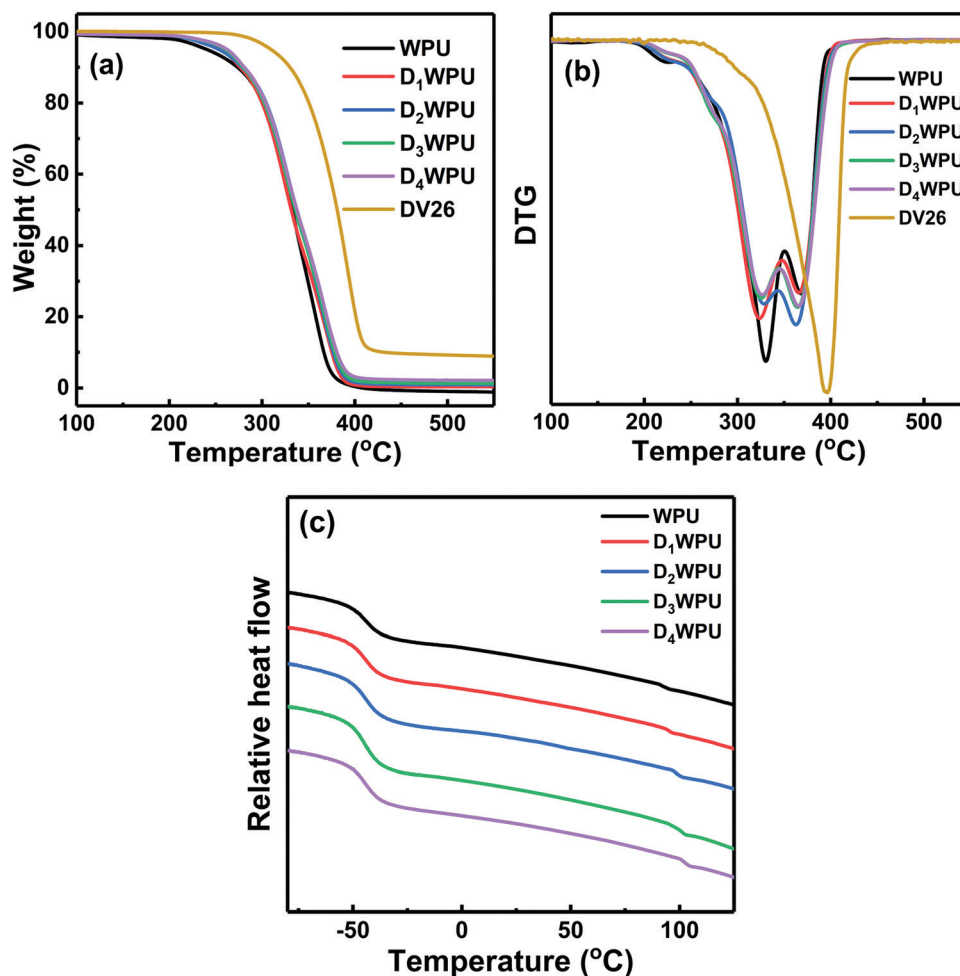 (a)
WPU
D₁WPU
D₂WPU
D₃WPU
D₄WPU
DV26
100
80
60
40
20
0
Weight (%)
100 200 300 400 500
Temperature (°C)
(b)
WPU
D₁WPU
D₂WPU
D₃WPU
D₄WPU
DV26
DTG
100 200 300 400 500
Temperature (°C)
(c)
WPU
D₁WPU
D₂WPU
D₃WPU
D₄WPU
Relative heat flow
-50 0 50 100
Temperature (°C)